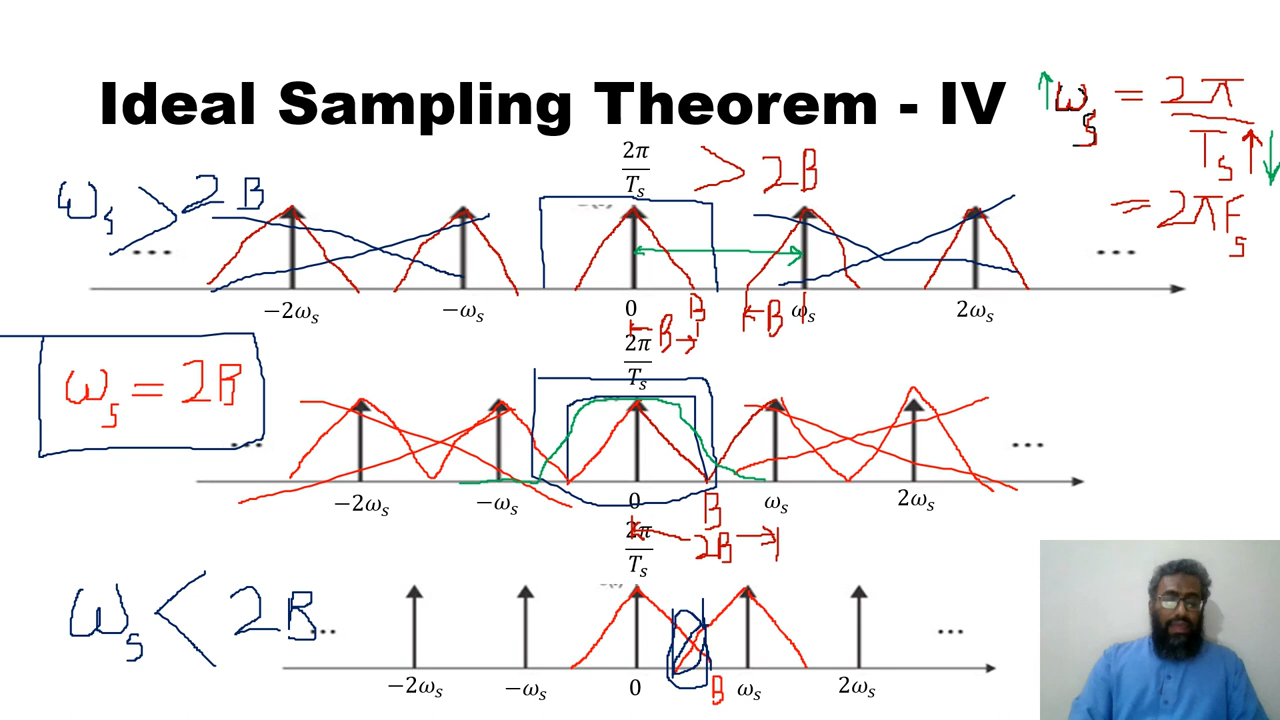 Ideal Sampling Theorem - IV
↑ωs = 2π / Ts ↑↓
= 2πFs
2π / Ts
> 2B
ωs > 2B
...
...
−2ωs −ωs 0 B ωs 2ωs
B B
2π / Ts
ωs = 2B
...
...
−2ωs −ωs 0 B ωs 2ωs
2B
2π / Ts
ωs < 2B
...
...
−2ωs −ωs 0 B ωs 2ωs